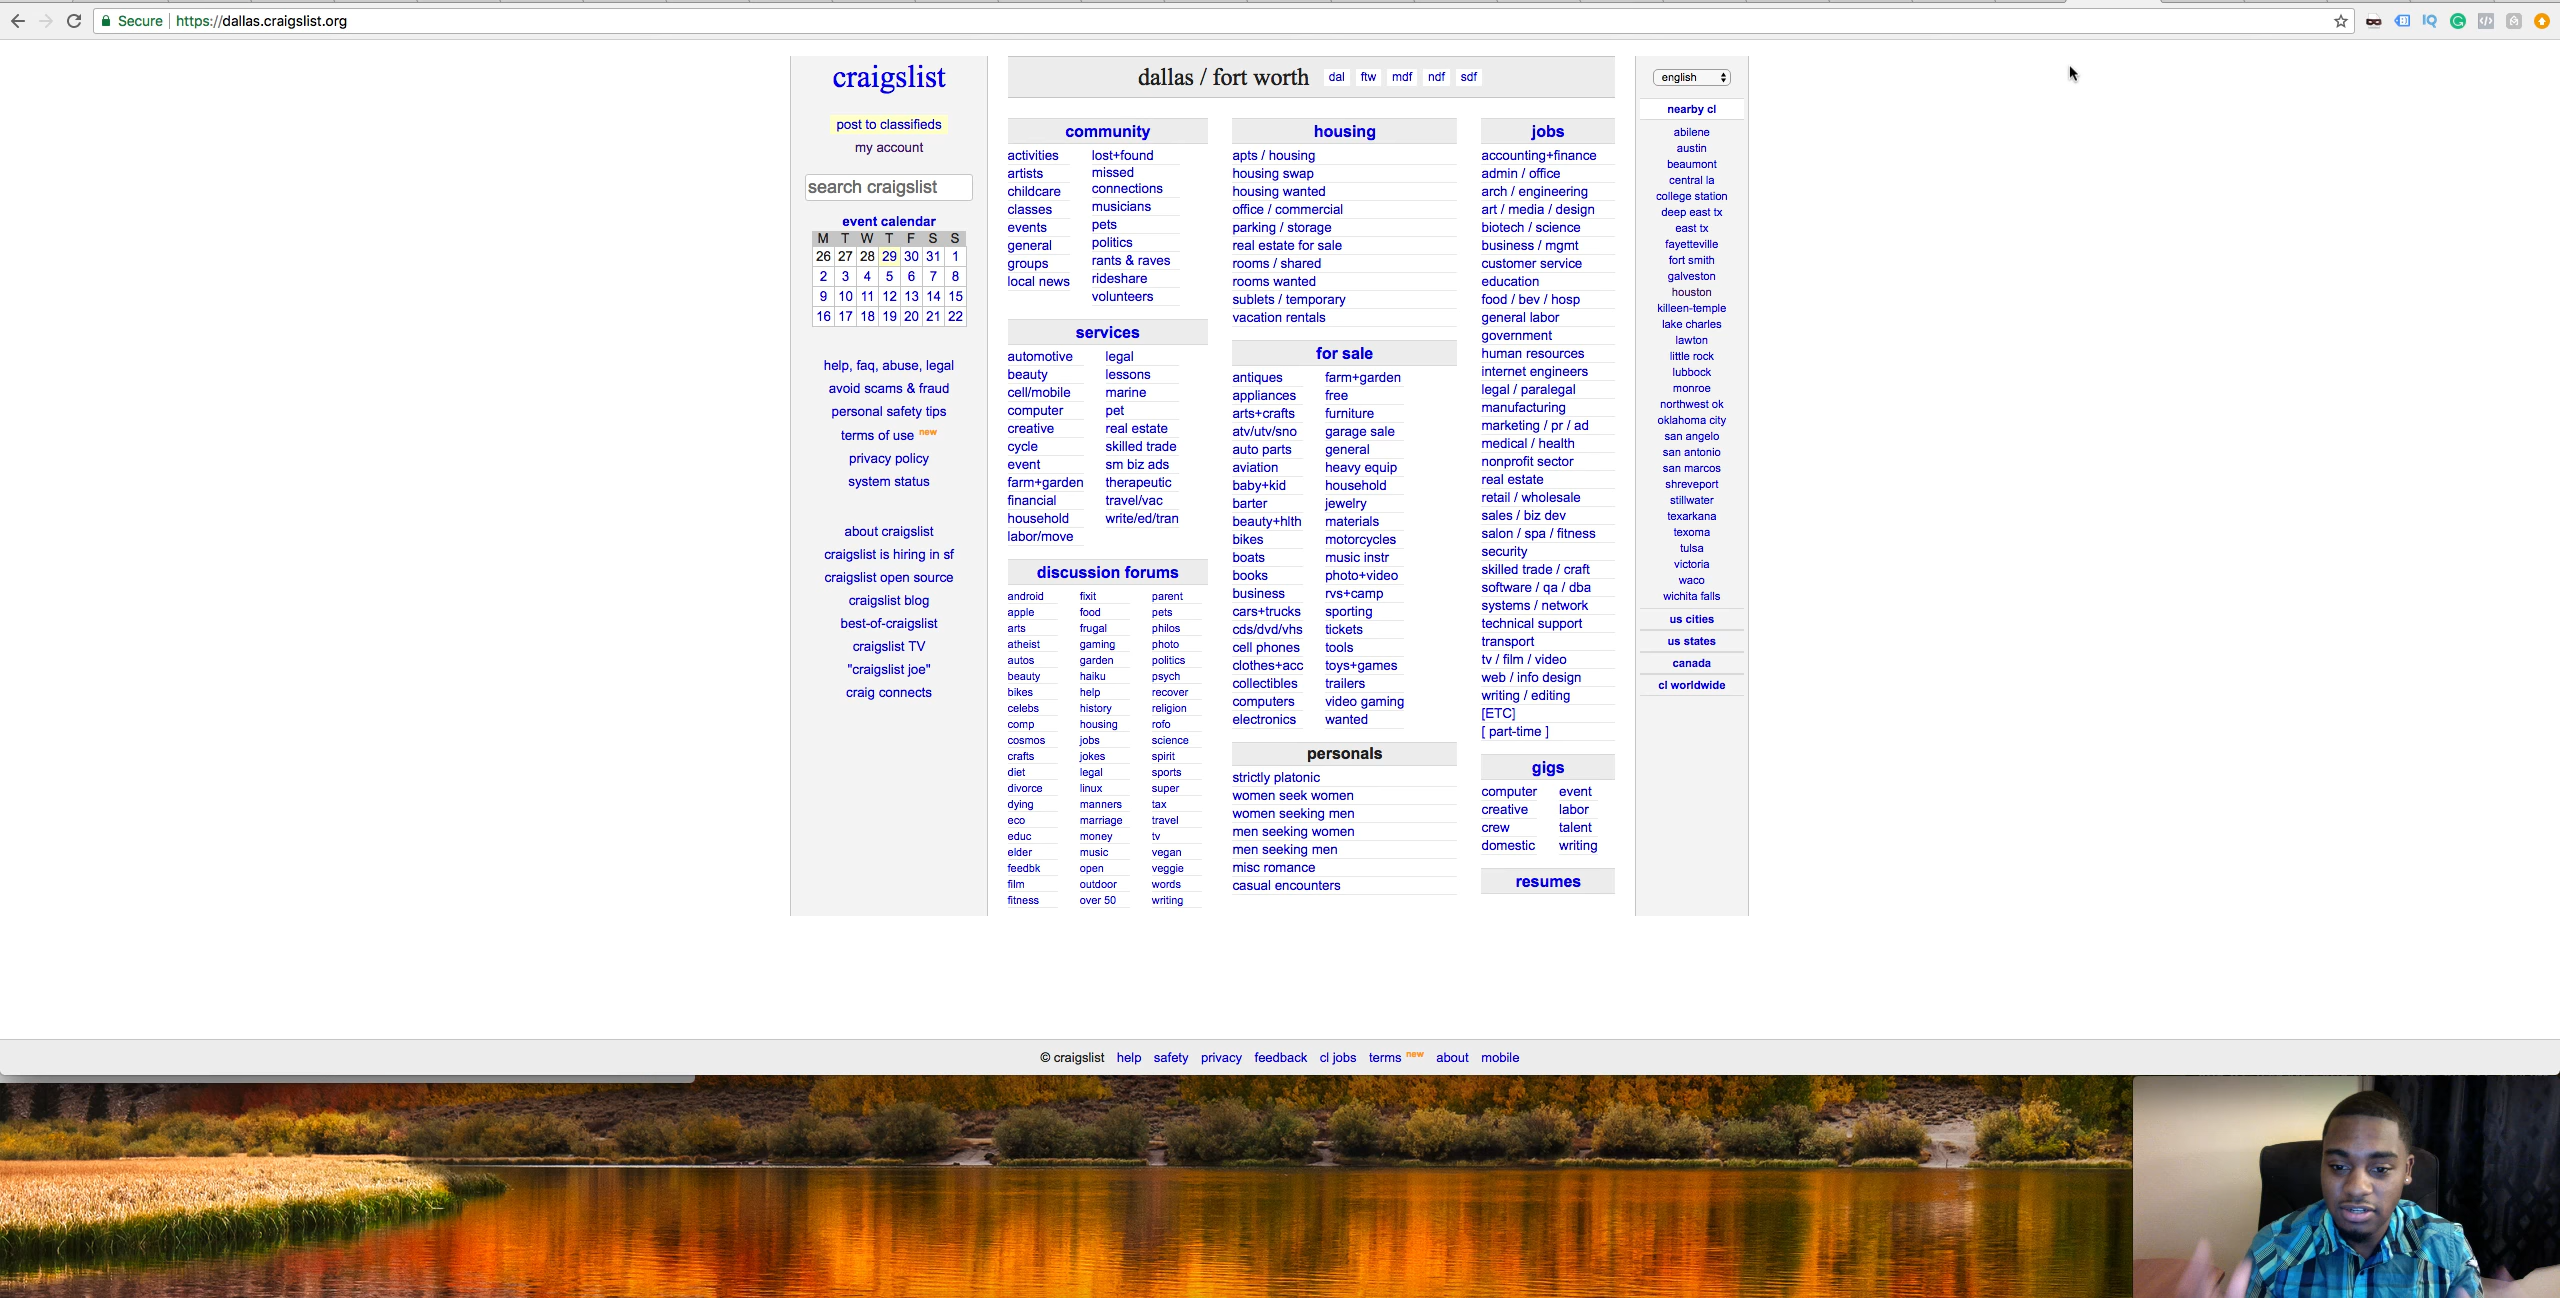 Secure https://dallas.craigslist.org
IQ
craigslist
post to classifieds
my account
search craigslist
event calendar
M T W T F S S
26 27 28 29 30 31 1
2 3 4 5 6 7 8
9 10 11 12 13 14 15
16 17 18 19 20 21 22
help, faq, abuse, legal
avoid scams & fraud
personal safety tips
terms of use new
privacy policy
system status
about craigslist
craigslist is hiring in sf
craigslist open source
craigslist blog
best-of-craigslist
craigslist TV
"craigslist joe"
craig connects
dallas / fort worth dal ftw mdf ndf sdf
community
activities
artists
childcare
classes
events
general
groups
local news
lost+found
missed
connections
musicians
pets
politics
rants & raves
rideshare
volunteers
services
automotive
beauty
cell/mobile
computer
creative
cycle
event
farm+garden
financial
household
labor/move
legal
lessons
marine
pet
real estate
skilled trade
sm biz ads
therapeutic
travel/vac
write/ed/tran
discussion forums
android
apple
arts
atheist
autos
beauty
bikes
celebs
comp
cosmos
crafts
diet
divorce
dying
eco
educ
elder
feedbk
film
fitness
fixit
food
frugal
gaming
garden
haiku
help
history
housing
jobs
jokes
legal
linux
manners
marriage
money
music
open
outdoor
over 50
parent
pets
philos
photo
politics
psych
recover
religion
rofo
science
spirit
sports
super
tax
travel
tv
vegan
veggie
words
writing
housing
apts / housing
housing swap
housing wanted
office / commercial
parking / storage
real estate for sale
rooms / shared
rooms wanted
sublets / temporary
vacation rentals
for sale
antiques
appliances
arts+crafts
atv/utv/sno
auto parts
aviation
baby+kid
barter
beauty+hlth
bikes
boats
books
business
cars+trucks
cds/dvd/vhs
cell phones
clothes+acc
collectibles
computers
electronics
farm+garden
free
furniture
garage sale
general
heavy equip
household
jewelry
materials
motorcycles
music instr
photo+video
rvs+camp
sporting
tickets
tools
toys+games
trailers
video gaming
wanted
personals
strictly platonic
women seek women
women seeking men
men seeking women
men seeking men
misc romance
casual encounters
jobs
accounting+finance
admin / office
arch / engineering
art / media / design
biotech / science
business / mgmt
customer service
education
food / bev / hosp
general labor
government
human resources
internet engineers
legal / paralegal
manufacturing
marketing / pr / ad
medical / health
nonprofit sector
real estate
retail / wholesale
sales / biz dev
salon / spa / fitness
security
skilled trade / craft
software / qa / dba
systems / network
technical support
transport
tv / film / video
web / info design
writing / editing
[ETC]
[ part-time ]
gigs
computer
creative
crew
domestic
event
labor
talent
writing
resumes
english
nearby cl
abilene
austin
beaumont
central la
college station
deep east tx
east tx
fayetteville
fort smith
galveston
houston
killeen-temple
lake charles
lawton
little rock
lubbock
monroe
northwest ok
oklahoma city
san angelo
san antonio
san marcos
shreveport
stillwater
texarkana
texoma
tulsa
victoria
waco
wichita falls
us cities
us states
canada
cl worldwide
© craigslist help safety privacy feedback cl jobs terms new about mobile